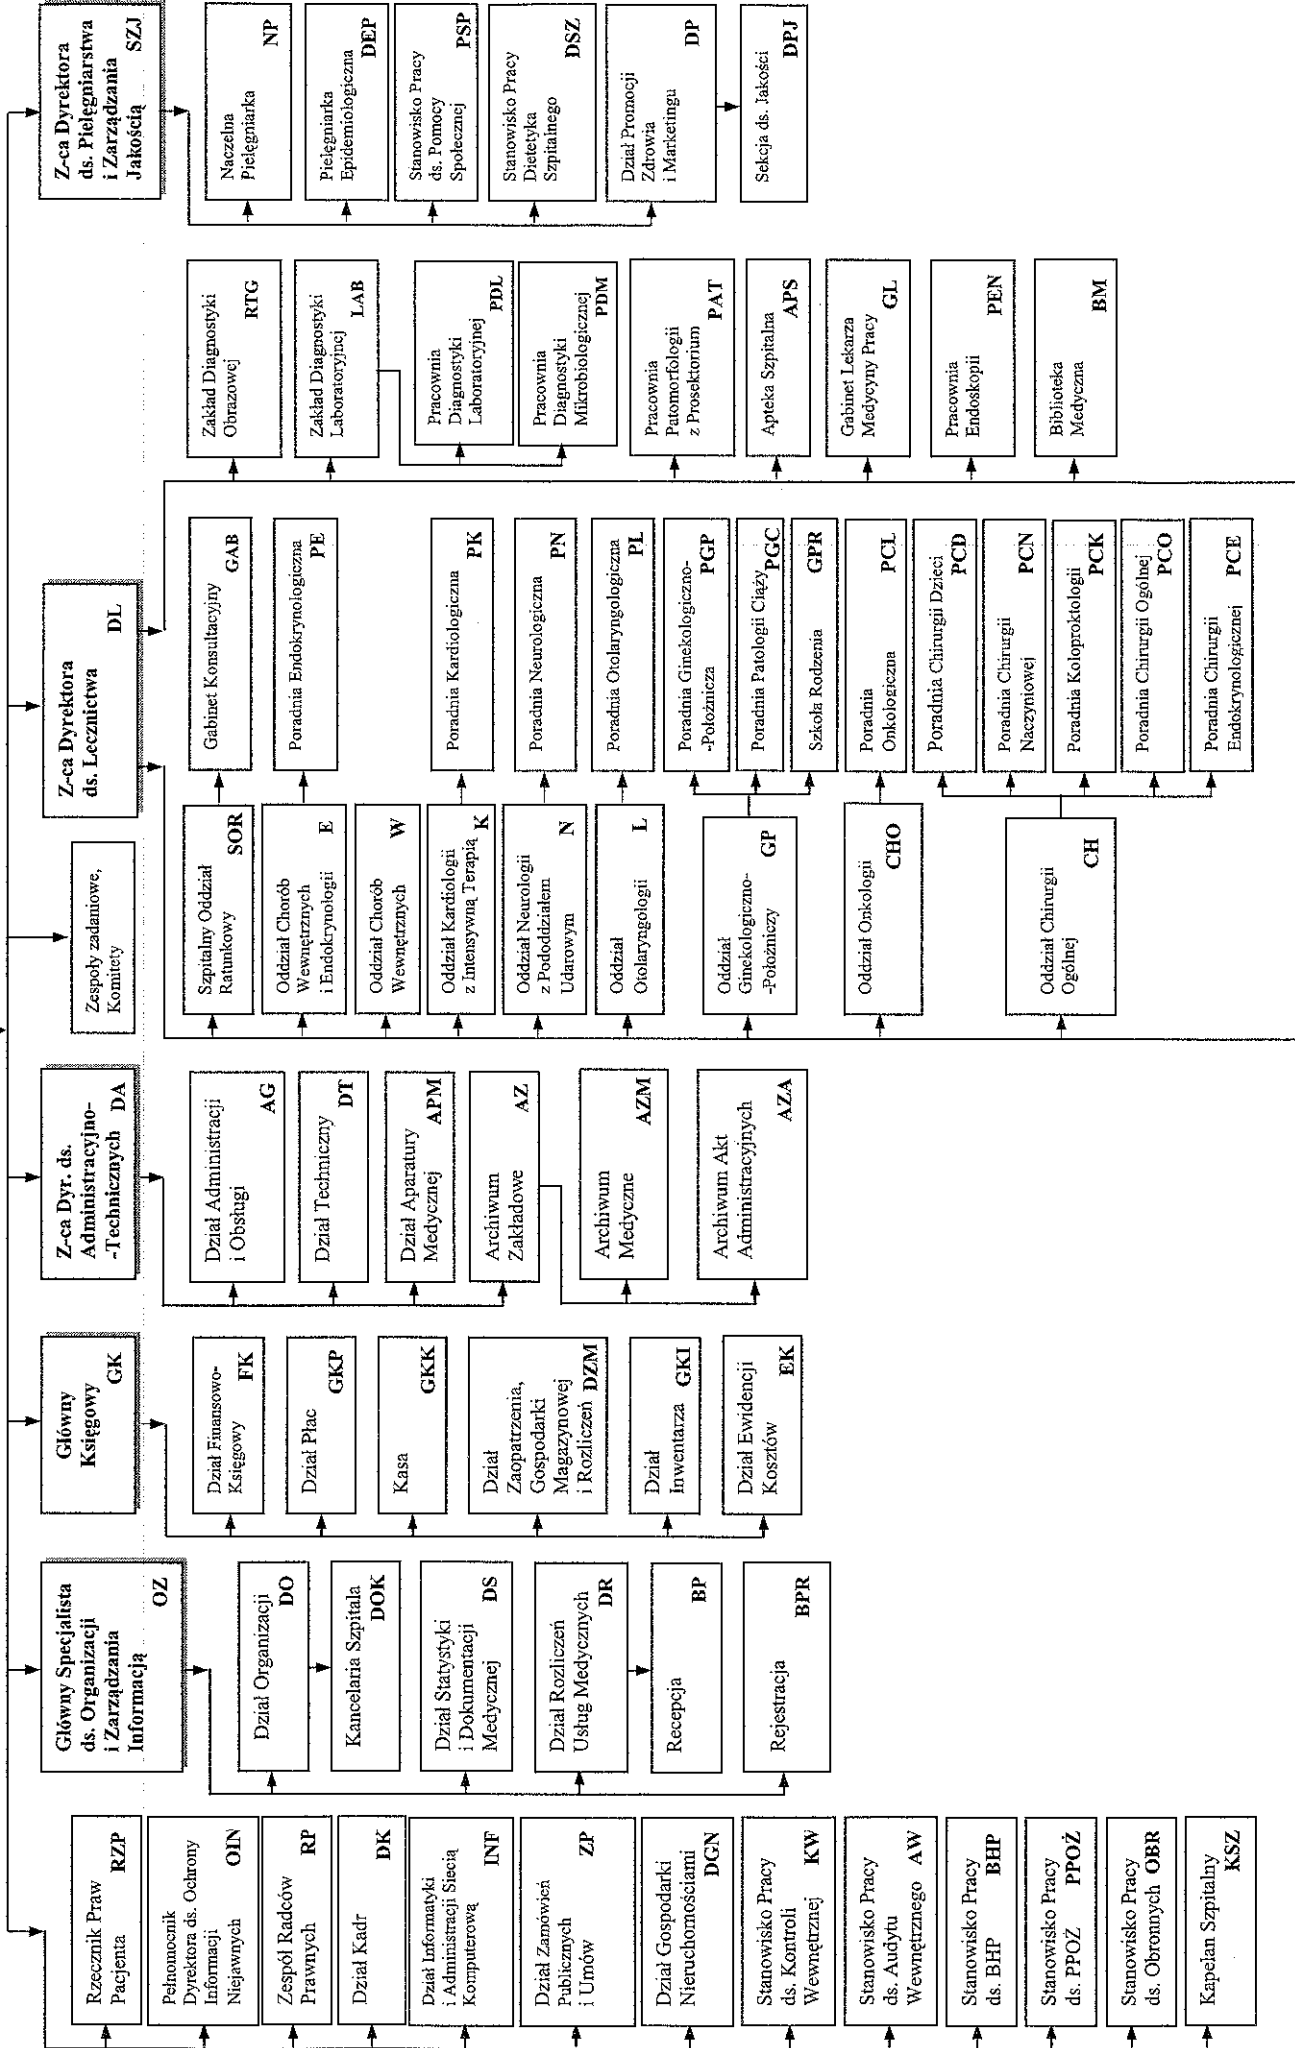 Rzecznik Praw
Pacjenta RZP
Pełnomocnik
Dyrektora ds. Ochrony
Informacji
Niejawnych OIN
Zespół Radców
Prawnych RP
Dział Kadr
DK
Dział Informatyki
i Administracji Siecią
Komputerową INF
Dział Zamówień
Publicznych
i Umów ZP
Dział Gospodarki
Nieruchomościami
DGN
Stanowisko Pracy
ds. Kontroli
Wewnętrznej KW
Stanowisko Pracy
ds. Audytu
Wewnętrznego AW
Stanowisko Pracy
ds. BHP BHP
Stanowisko Pracy
ds. PPOŻ PPOŻ
Stanowisko Pracy
ds. Obronnych OBR
Kapelan Szpitalny
KSZ
Główny Specjalista
ds. Organizacji
i Zarządzania
Informacją OZ
Dział Organizacji
DO
Kancelaria Szpitala
DOK
Dział Statystyki
i Dokumentacji
Medycznej DS
Dział Rozliczeń
Usług Medycznych
DR
Recepcja
BP
Rejestracja
BPR
Główny
Księgowy
GK
Dział Finansowo-
Księgowy FK
Dział Płac
GKP
Kasa
GKK
Dział
Zaopatrzenia,
Gospodarki
Magazynowej
i Rozliczeń DZM
Dział
Inwentarza GKI
Dział Ewidencji
Kosztów EK
Z-ca Dyr. ds.
Administracyjno-
-Technicznych DA
Dział Administracji
i Obsługi
AG
Dział Techniczny
DT
Dział Aparatury
Medycznej APM
Archiwum
Zakładowe AZ
Archiwum
Medyczne
AZM
Archiwum Akt
Administracyjnych
AZA
Zespoły zadaniowe,
Komitety
Z-ca Dyrektora
ds. Lecznictwa
DL
Szpitalny Oddział
Ratunkowy SOR
Oddział Chorób
Wewnętrznych
i Endokrynologii E
Oddział Chorób
Wewnętrznych W
Oddział Kardiologii
z Intensywną Terapią K
Oddział Neurologii
z Pododdziałem
Udarowym N
Oddział
Otolaryngologii L
Oddział
Ginekologiczno-
-Położniczy GP
Oddział Onkologii
CHO
Oddział Chirurgii
Ogólnej
CH
Gabinet Konsultacyjny
GAB
Poradnia Endokrynologiczna
PE
Poradnia Kardiologiczna
PK
Poradnia Neurologiczna
PN
Poradnia Otolaryngologiczna
PL
Poradnia Ginekologiczno-
-Położnicza PGP
Poradnia Patologii Ciąży
PGC
Szkoła Rodzenia GPR
Poradnia
Onkologiczna PCL
Poradnia Chirurgii Dzieci
PCD
Poradnia Chirurgii
Naczyniowej PCN
Poradnia Koloproktologii
PCK
Poradnia Chirurgii Ogólnej
PCO
Poradnia Chirurgii
Endokrynologicznej PCE
Zakład Diagnostyki
Obrazowej
RTG
Zakład Diagnostyki
Laboratoryjnej
LAB
Pracownia
Diagnostyki
Laboratoryjnej PDL
Pracownia
Diagnostyki
Mikrobiologicznej
PDM
Pracownia
Patomorfologii
z Prosektorium
PAT
Apteka Szpitalna
APS
Gabinet Lekarza
Medycyny Pracy
GL
Pracownia
Endoskopii
PEN
Biblioteka
Medyczna
BM
Z-ca Dyrektora
ds. Pielęgniarstwa
i Zarządzania
Jakością SZJ
Naczelna
Pielęgniarka
NP
Pielęgniarka
Epidemiologiczna
DEP
Stanowisko Pracy
ds. Pomocy
Społecznej PSP
Stanowisko Pracy
Dietetyka
Szpitalnego
DSZ
Dział Promocji
Zdrowia
i Marketingu
DP
Sekcja ds. Jakości
DPJ